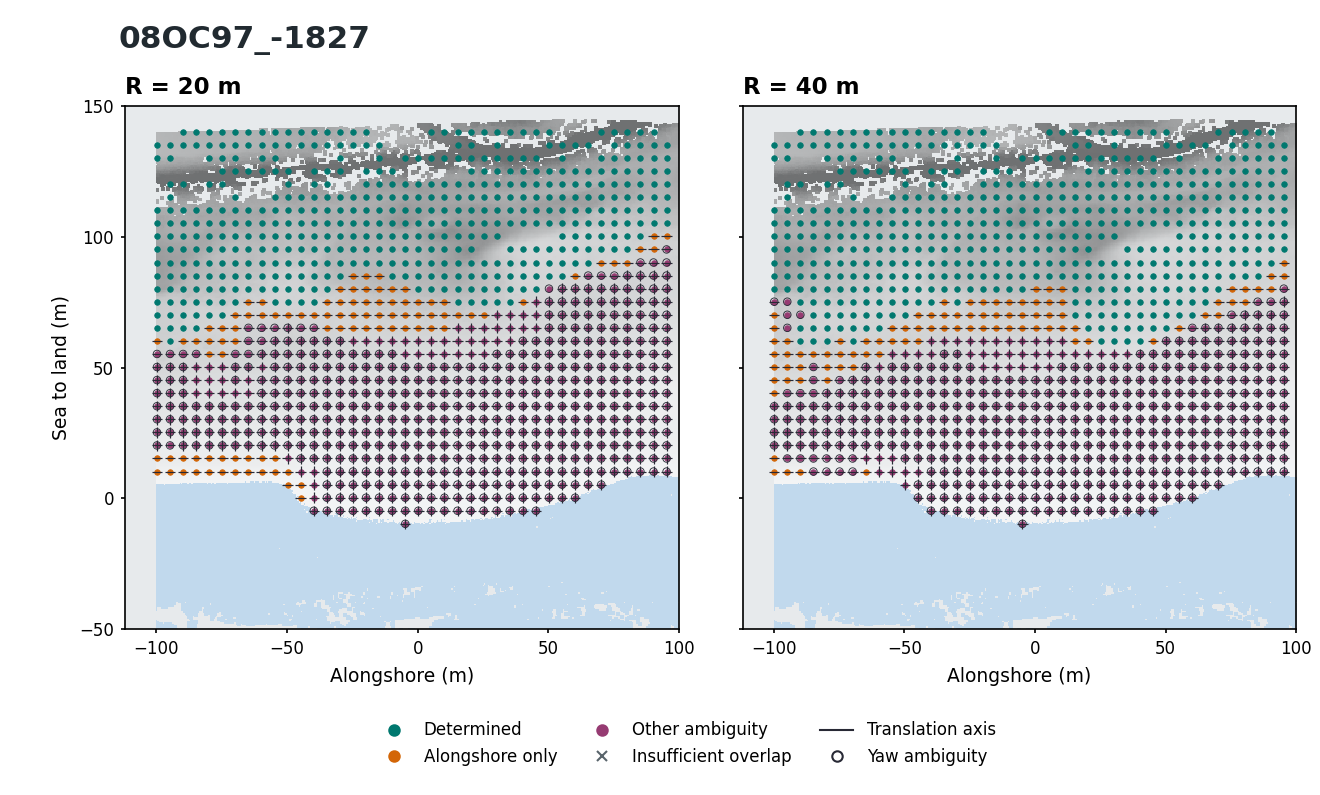 08OC97_-1827
R = 20 m
R = 40 m
150
100
50
0
−50
Sea to land (m)
−100
−50
0
50
100
−100
−50
0
50
100
Alongshore (m)
Alongshore (m)
Determined
Other ambiguity
Translation axis
Alongshore only
Insufficient overlap
Yaw ambiguity